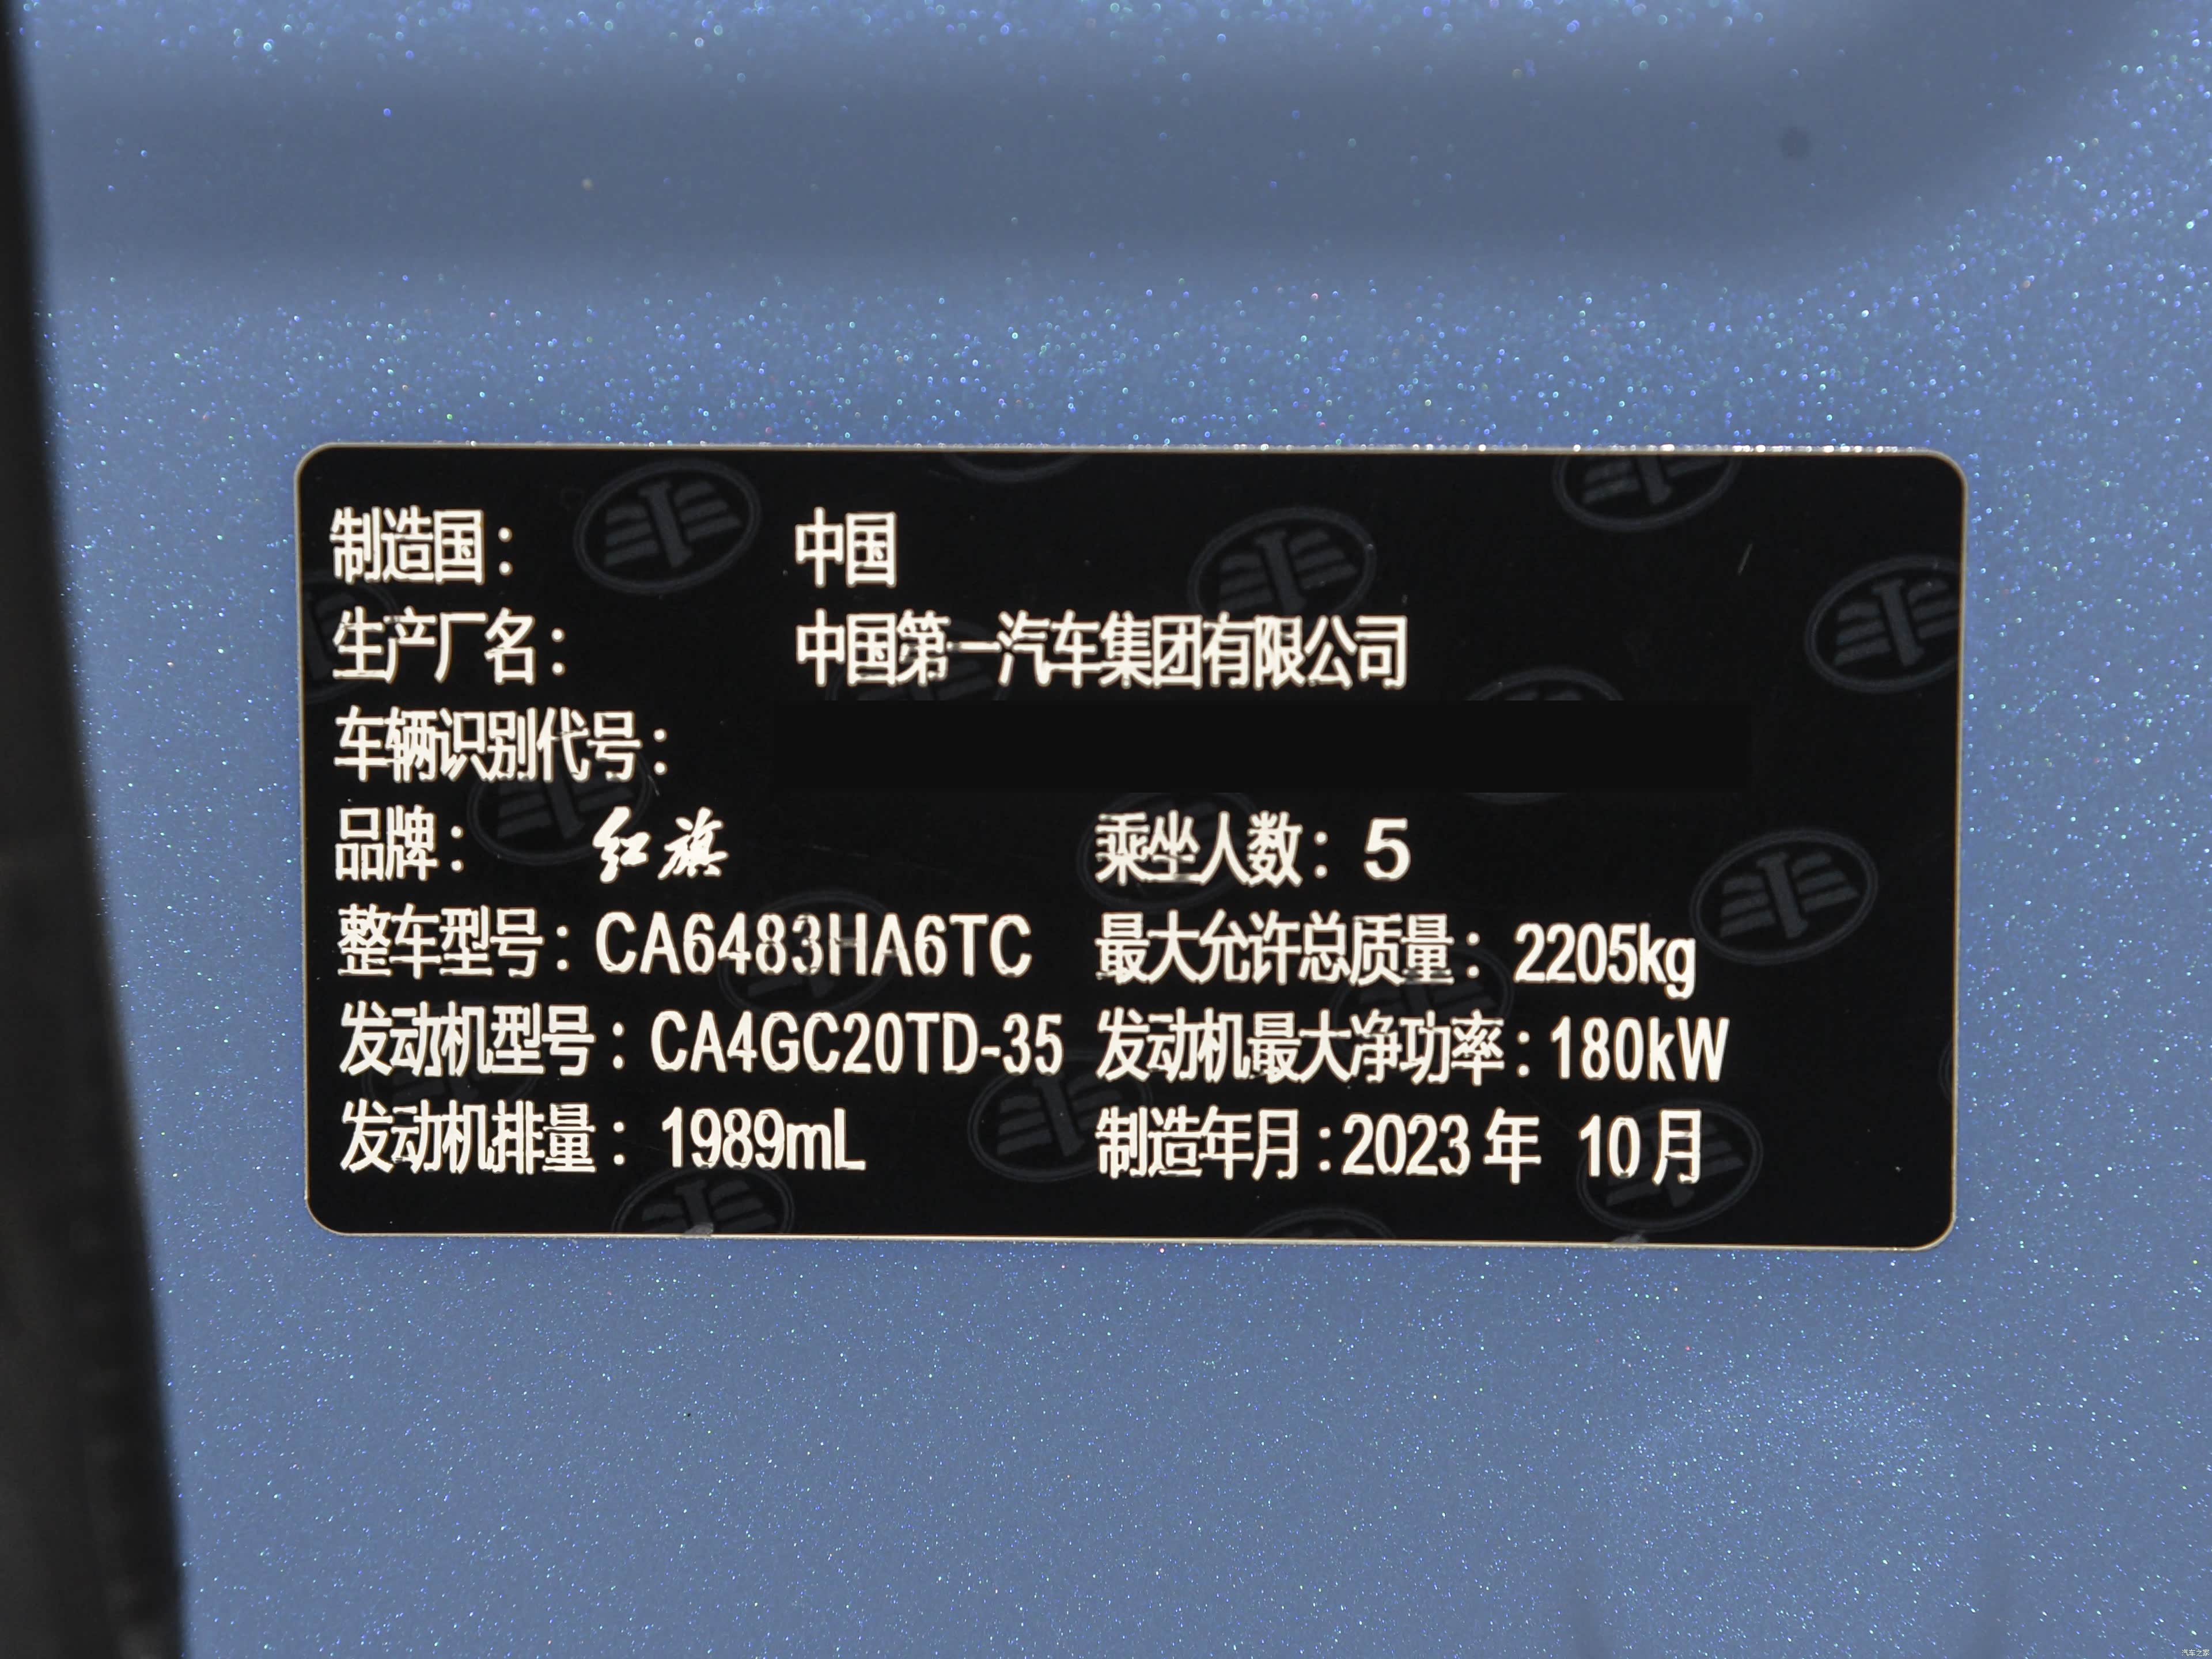 制造国： 中国
生产厂名： 中国第一汽车集团有限公司
车辆识别代号：
品牌： 红旗 乘坐人数：5
整车型号：CA6483HA6TC 最大允许总质量：2205kg
发动机型号：CA4GC20TD-35 发动机最大净功率：180kW
发动机排量：1989mL 制造年月：2023年 10月
汽车之家